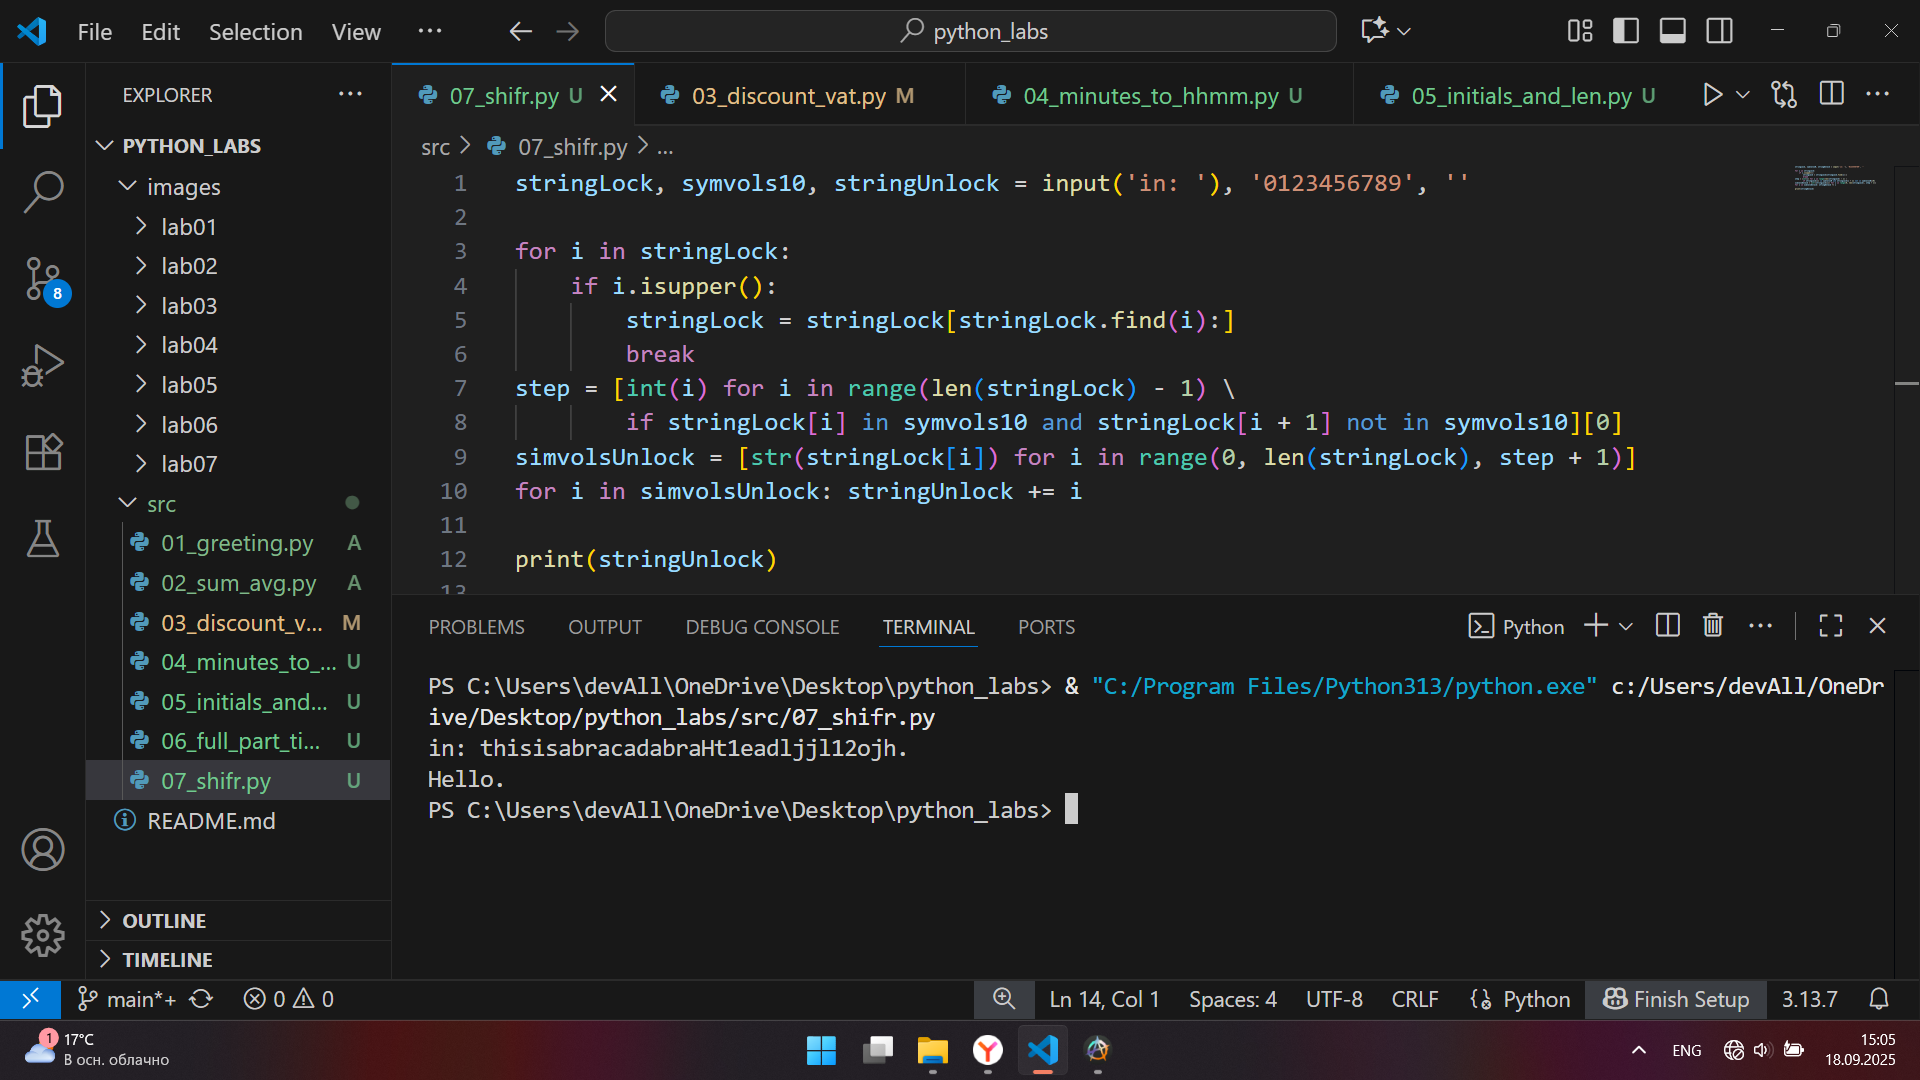 File Edit Selection View ··· python_labs
EXPLORER ···
PYTHON_LABS
images
lab01
lab02
lab03
lab04
lab05
lab06
lab07
src
01_greeting.py A
02_sum_avg.py A
03_discount_v... M
04_minutes_to_... U
05_initials_and... U
06_full_part_ti... U
07_shifr.py U
README.md
OUTLINE
TIMELINE
8
07_shifr.py U 03_discount_vat.py M 04_minutes_to_hhmm.py U 05_initials_and_len.py U
src > 07_shifr.py > ...
1 stringLock, symvols10, stringUnlock = input('in: '), '0123456789', ''
2
3 for i in stringLock:
4 if i.isupper():
5 stringLock = stringLock[stringLock.find(i):]
6 break
7 step = [int(i) for i in range(len(stringLock) - 1) \
8 if stringLock[i] in symvols10 and stringLock[i + 1] not in symvols10][0]
9 simvolsUnlock = [str(stringLock[i]) for i in range(0, len(stringLock), step + 1)]
10 for i in simvolsUnlock: stringUnlock += i
11
12 print(stringUnlock)
13
PROBLEMS OUTPUT DEBUG CONSOLE TERMINAL PORTS Python
PS C:\Users\devAll\OneDrive\Desktop\python_labs> & "C:/Program Files/Python313/python.exe" c:/Users/devAll/OneDr
ive/Desktop/python_labs/src/07_shifr.py
in: thisisabracadabraHt1eadljjl12ojh.
Hello.
PS C:\Users\devAll\OneDrive\Desktop\python_labs>
main*+ 0 0 Ln 14, Col 1 Spaces: 4 UTF-8 CRLF Python Finish Setup 3.13.7
1 17°C
В осн. облачно
ENG
15:05
18.09.2025